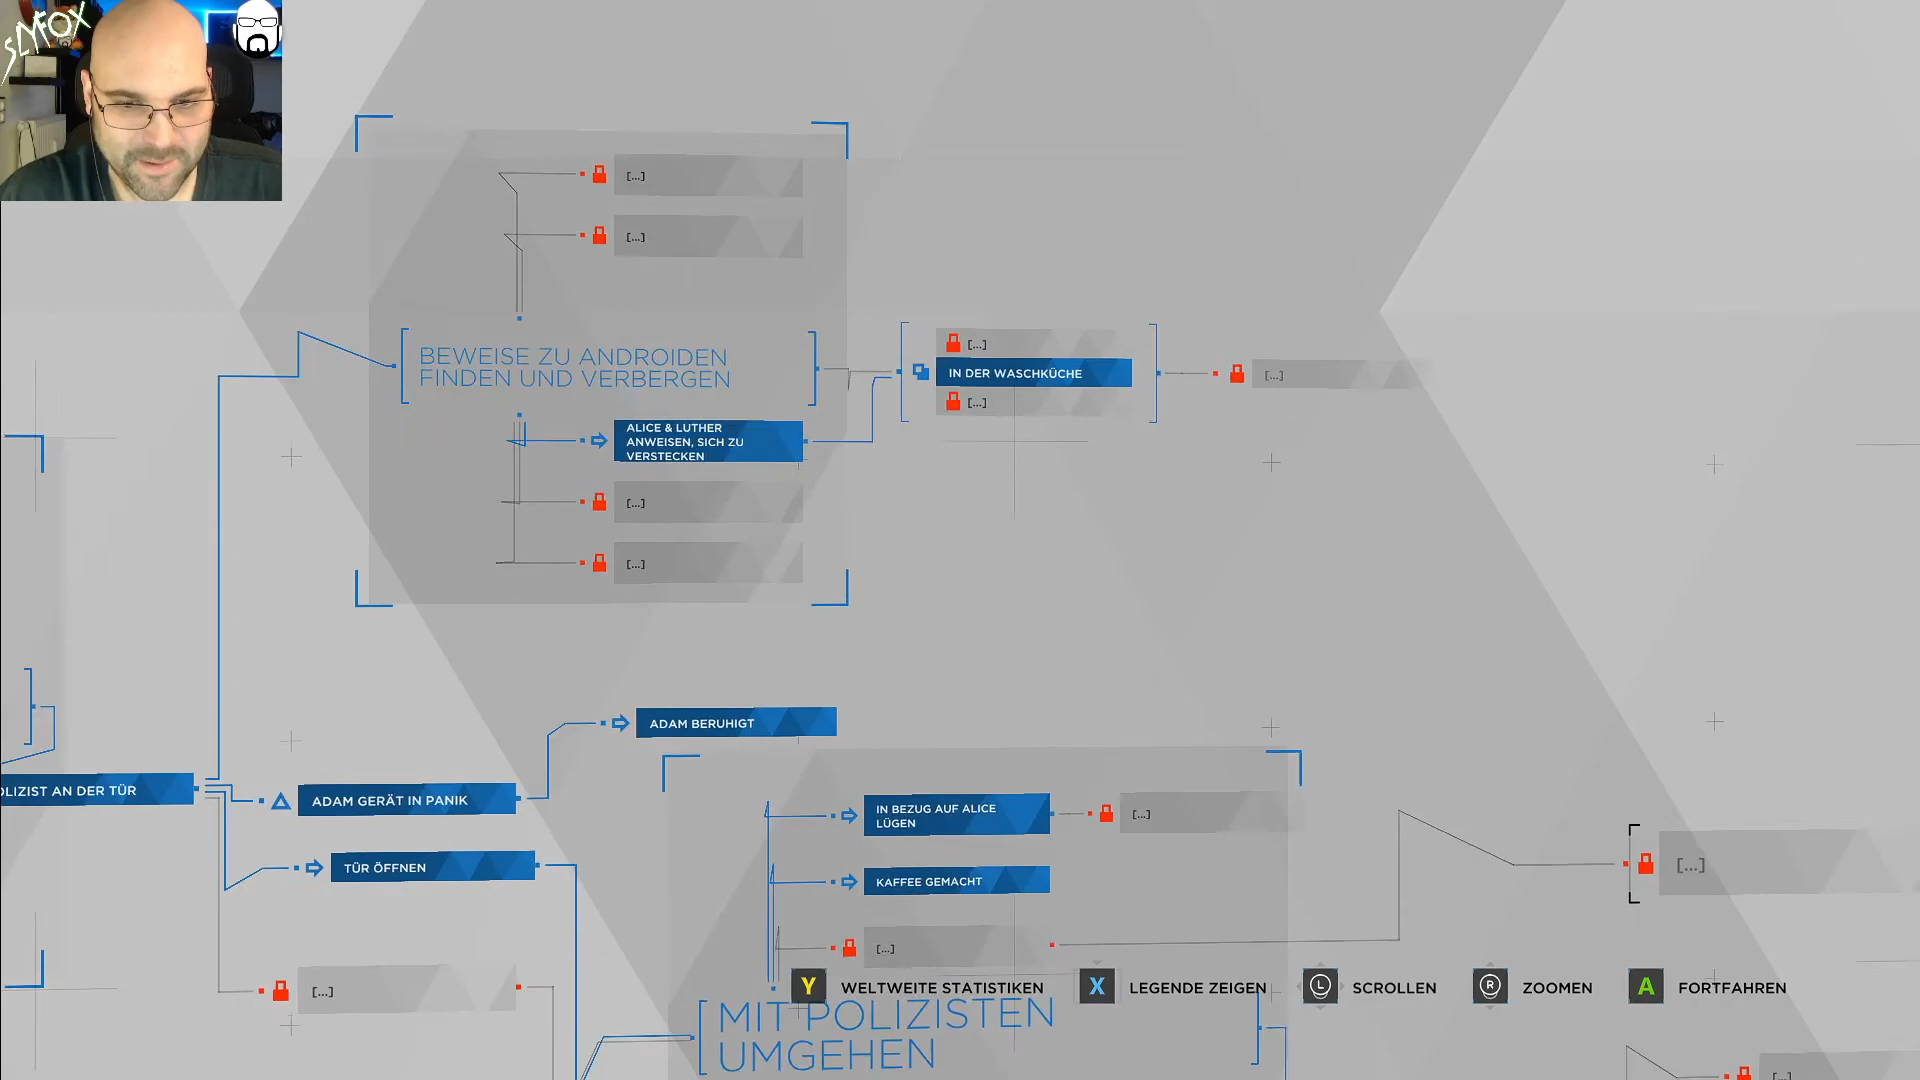 SLYFOX
[...]
[...]
BEWEISE ZU ANDROIDEN
FINDEN UND VERBERGEN
[...]
IN DER WASCHKÜCHE
[...]
[...]
ALICE & LUTHER
ANWEISEN, SICH ZU
VERSTECKEN
[...]
[...]
ADAM BERUHIGT
OLIZIST AN DER TÜR
ADAM GERÄT IN PANIK
IN BEZUG AUF ALICE
LÜGEN
[...]
TÜR ÖFFNEN
KAFFEE GEMACHT
[...]
[...]
[...]
MIT POLIZISTEN
UMGEHEN
Y WELTWEITE STATISTIKEN
X LEGENDE ZEIGEN
L SCROLLEN
R ZOOMEN
A FORTFAHREN
[...]